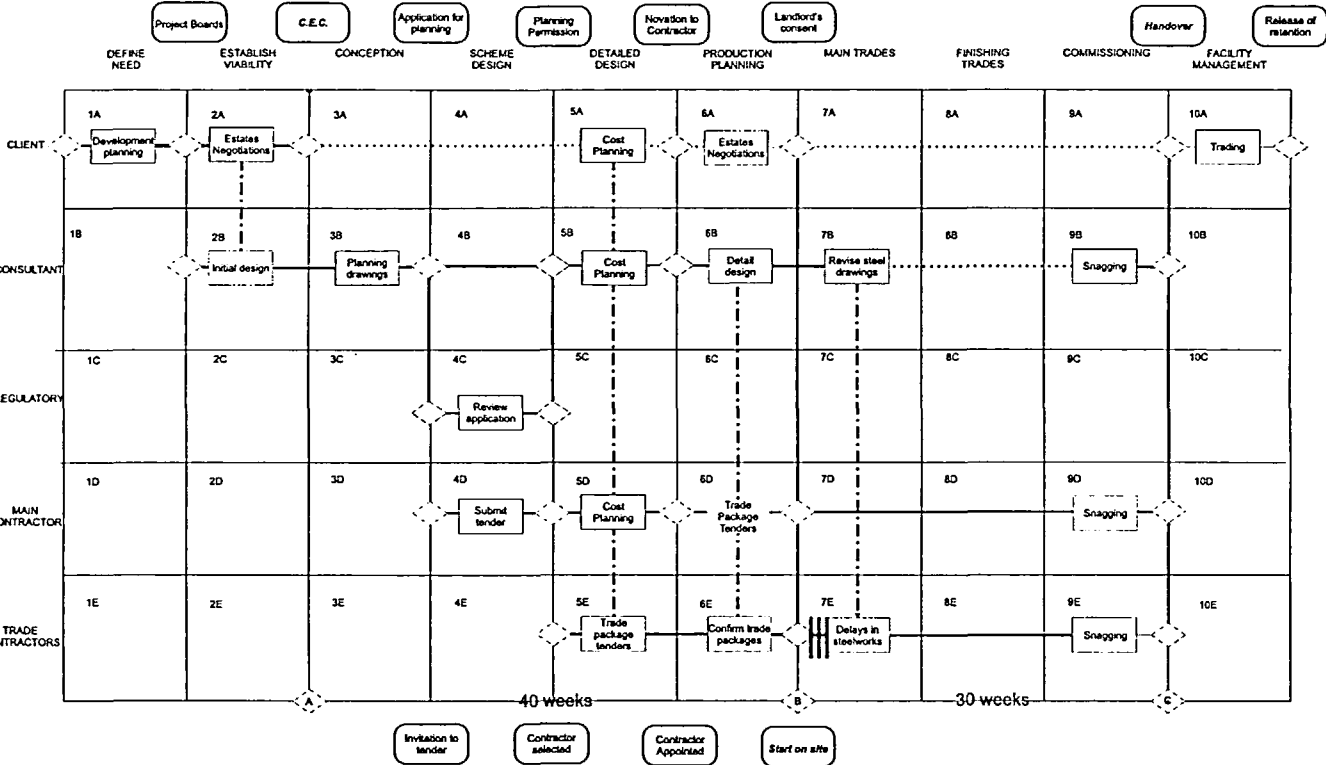 Project Boards
C.E.C.
Application for
planning
Planning
Permission
Novation to
Contractor
Landlord's
consent
Handover
Release of
retention
DEFINE
NEED
ESTABLISH
VIABILITY
CONCEPTION
SCHEME
DESIGN
DETAILED
DESIGN
PRODUCTION
PLANNING
MAIN TRADES
FINISHING
TRADES
COMMISSIONING
FACILITY
MANAGEMENT
CLIENT
1A
Development
planning
2A
Estates
Negotiations
3A
4A
5A
Cost
Planning
6A
Estates
Negotiations
7A
8A
9A
10A
Trading
CONSULTANT
1B
2B
Initial design
3B
Planning
drawings
4B
5B
Cost
Planning
6B
Detail
design
7B
Revise steel
drawings
6B
9B
Snagging
10B
EGULATORY
1C
2C
3C
4C
Review
application
5C
6C
7C
8C
9C
10C
MAIN
ONTRACTOR
1D
2D
3D
4D
Submit
tender
5D
Cost
Planning
6D
Trade
Package
Tenders
7D
8D
9D
Snagging
10D
TRADE
NTRACTORS
1E
2E
3E
4E
5E
Trade
package
tenders
6E
Confirm trade
packages
7E
Delays in
steelworks
8E
9E
Snagging
10E
A
40 weeks
B
30 weeks
C
Invitation to
tender
Contractor
selected
Contractor
Appointed
Start on site